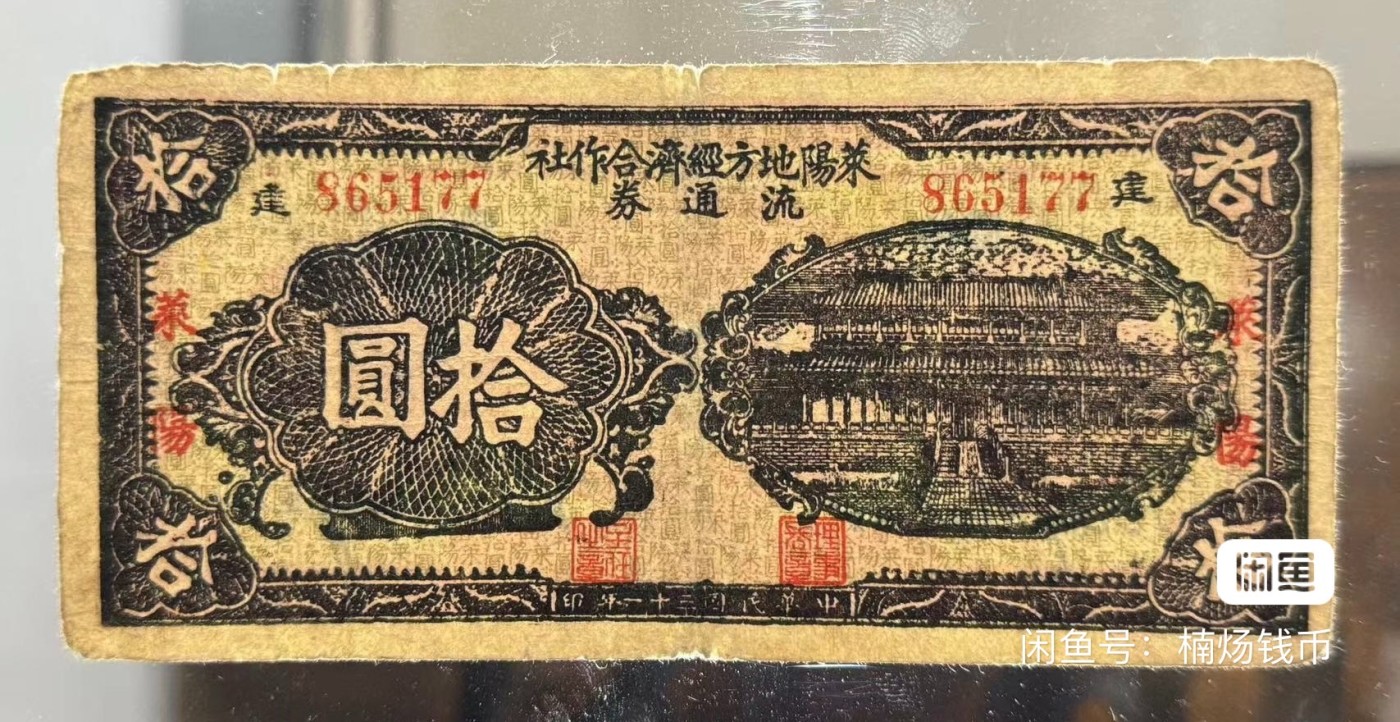 萊陽地方經濟合作社
流通券
拾
拾
建 865177
865177 建
拾圓
萊陽
萊陽
拾
中華民國三十一年印
闲鱼
闲鱼号：楠炀钱币